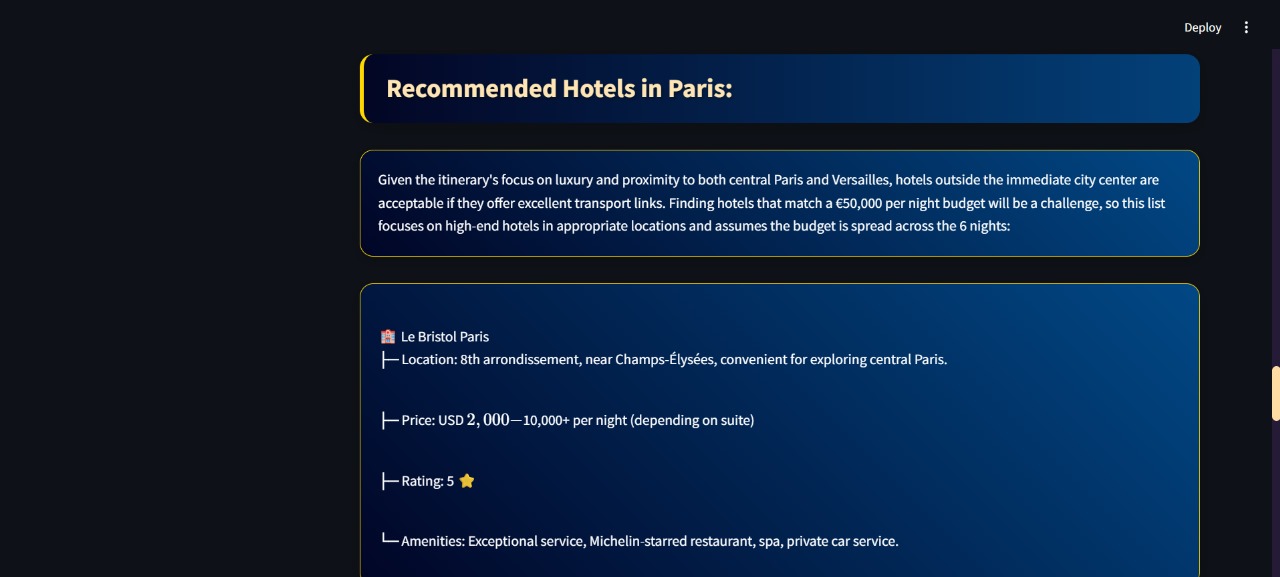 Deploy
Recommended Hotels in Paris:
Given the itinerary's focus on luxury and proximity to both central Paris and Versailles, hotels outside the immediate city center are
acceptable if they offer excellent transport links. Finding hotels that match a €50,000 per night budget will be a challenge, so this list
focuses on high-end hotels in appropriate locations and assumes the budget is spread across the 6 nights:
🏨 Le Bristol Paris
├─ Location: 8th arrondissement, near Champs-Élysées, convenient for exploring central Paris.
├─ Price: USD 2,000−10,000+ per night (depending on suite)
├─ Rating: 5 ⭐
└─ Amenities: Exceptional service, Michelin-starred restaurant, spa, private car service.